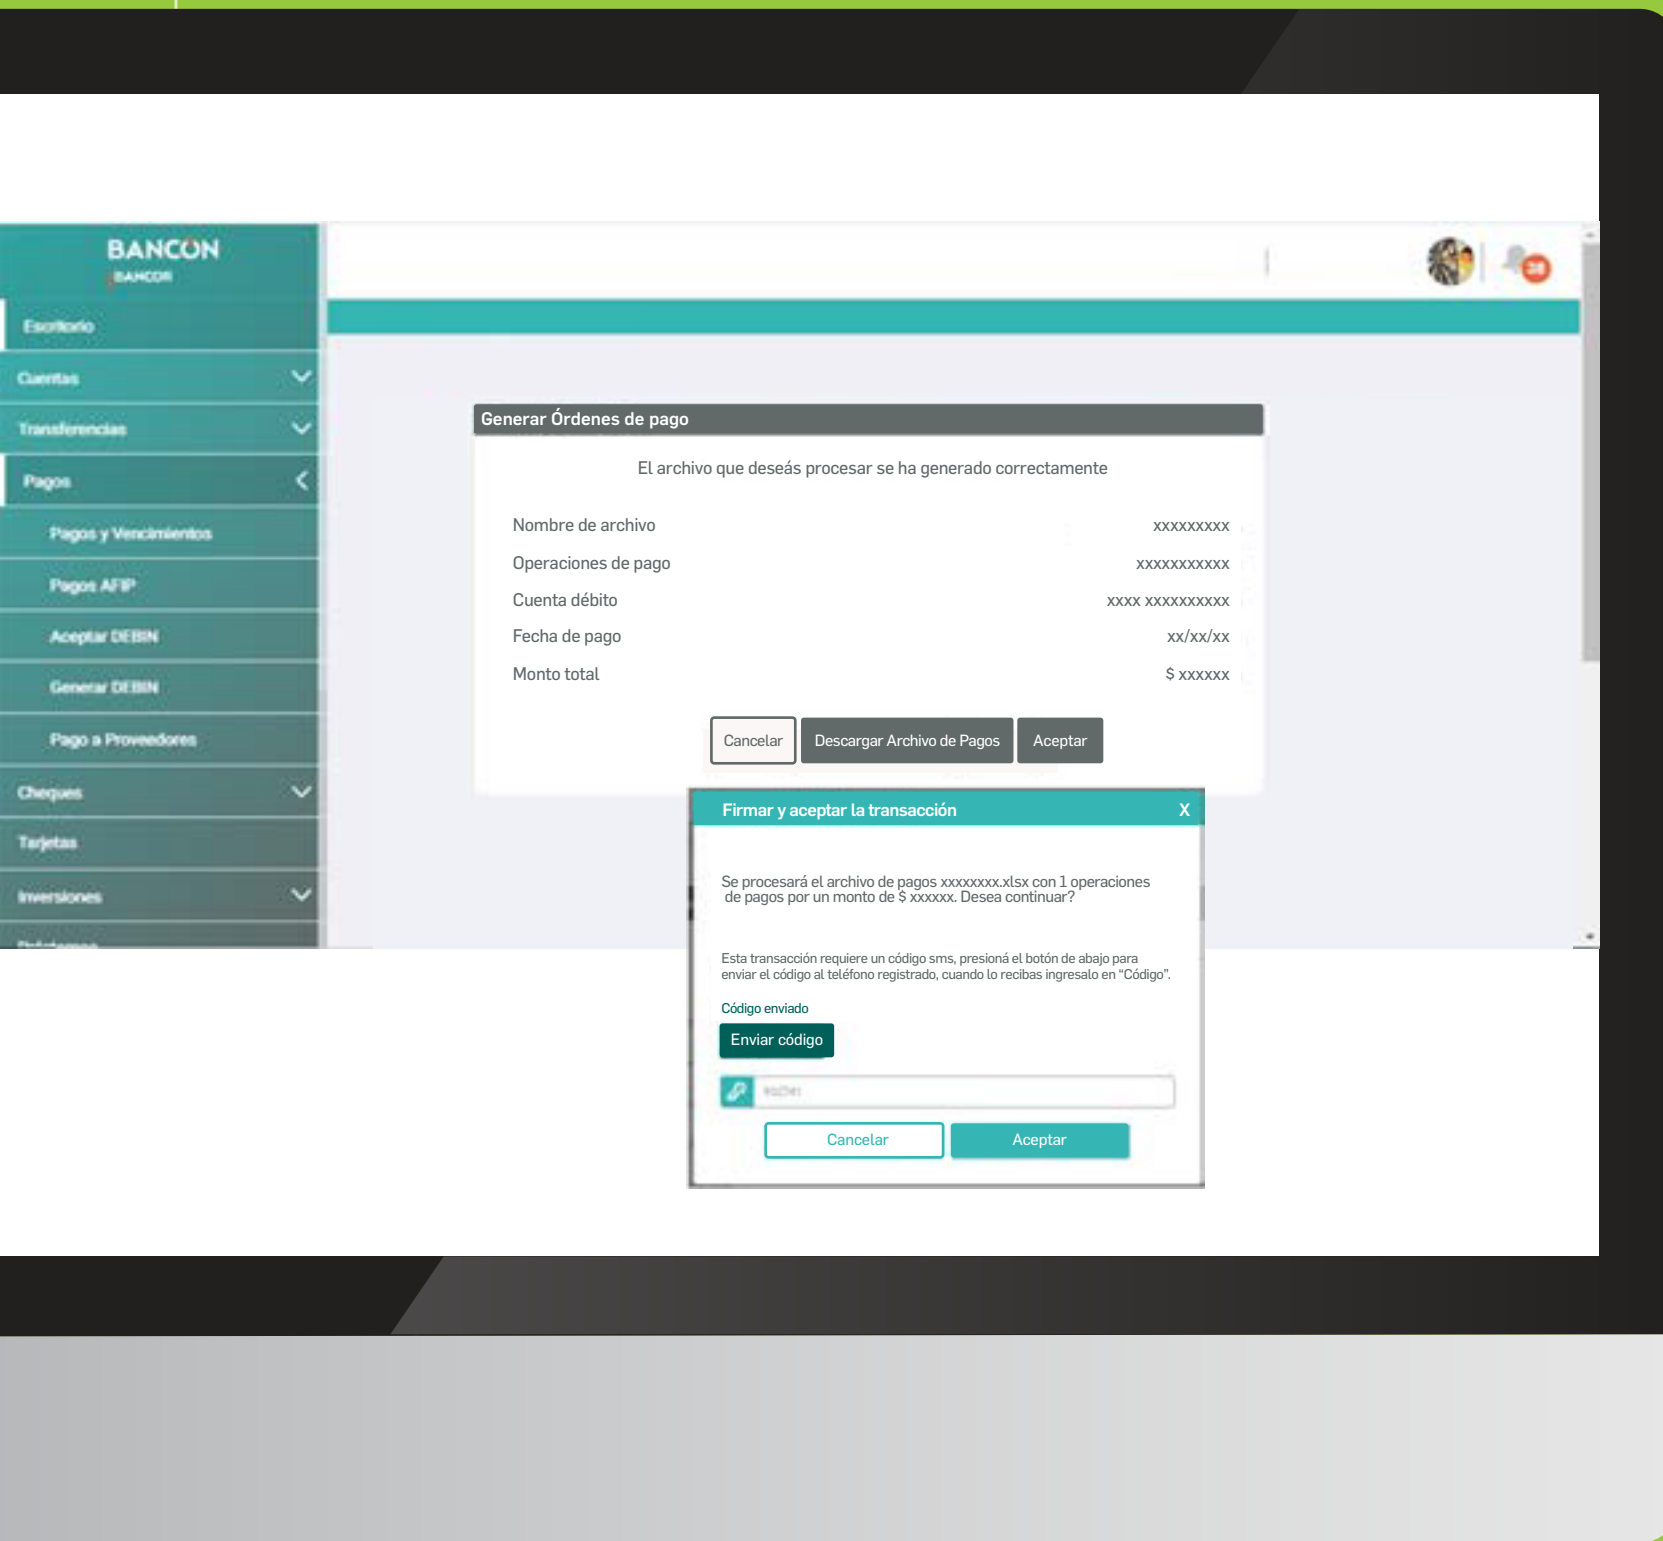 BANCÓN
BANCOR
Escritorio
Cuentas
Transferencias
Pagos
Pagos y Vencimientos
Pagos AFIP
Aceptar DEBIN
Generar DEBIN
Pago a Proveedores
Cheques
Tarjetas
Inversiones
Generar Órdenes de pago
El archivo que deseás procesar se ha generado correctamente
Nombre de archivo xxxxxxxxx
Operaciones de pago xxxxxxxxxxx
Cuenta débito xxxx xxxxxxxxxx
Fecha de pago xx/xx/xx
Monto total $ xxxxxx
Cancelar Descargar Archivo de Pagos Aceptar
Firmar y aceptar la transacción X
Se procesará el archivo de pagos xxxxxxxx.xlsx con 1 operaciones
de pagos por un monto de $ xxxxxx. Desea continuar?
Esta transacción requiere un código sms, presioná el botón de abajo para
enviar el código al teléfono registrado, cuando lo recibas ingresalo en “Código”.
Código enviado
Enviar código
Cancelar Aceptar